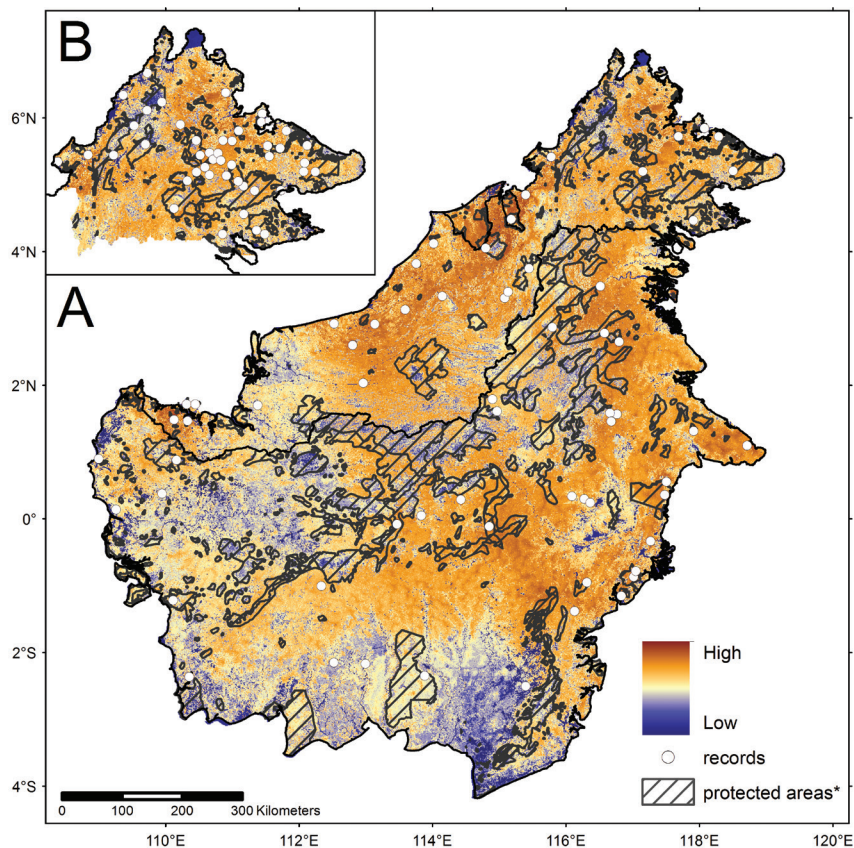 B
A
6°N
4°N
2°N
0°
2°S
4°S
High
Low
records
protected areas*
0 100 200 300 Kilometers
110°E 112°E 114°E 116°E 118°E 120°E